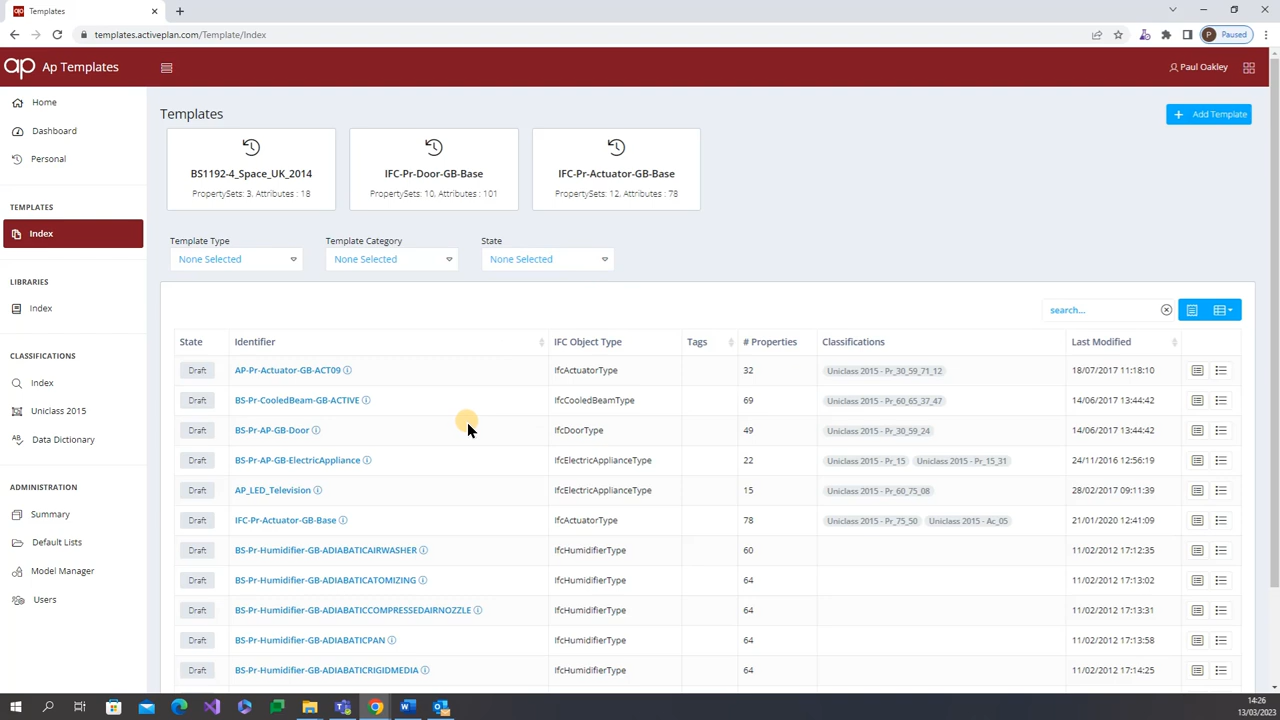 Templates
templates.activeplan.com/Template/Index
P Paused
ap Ap Templates
Paul Oakley
Home
Dashboard
Personal
TEMPLATES
Index
LIBRARIES
Index
CLASSIFICATIONS
Index
Uniclass 2015
Data Dictionary
ADMINISTRATION
Summary
Default Lists
Model Manager
Users
Templates
+ Add Template
BS1192-4_Space_UK_2014
PropertySets: 3, Attributes : 18
IFC-Pr-Door-GB-Base
PropertySets: 10, Attributes : 101
IFC-Pr-Actuator-GB-Base
PropertySets: 12, Attributes : 78
Template Type Template Category State
None Selected None Selected None Selected
search...
State Identifier IFC Object Type Tags # Properties Classifications Last Modified
Draft AP-Pr-Actuator-GB-ACT09 IfcActuatorType 32 Uniclass 2015 - Pr_30_59_71_12 18/07/2017 11:18:10
Draft BS-Pr-CooledBeam-GB-ACTIVE IfcCooledBeamType 69 Uniclass 2015 - Pr_60_65_37_47 14/06/2017 13:44:42
Draft BS-Pr-AP-GB-Door IfcDoorType 49 Uniclass 2015 - Pr_30_59_24 14/06/2017 13:44:42
Draft BS-Pr-AP-GB-ElectricAppliance IfcElectricApplianceType 22 Uniclass 2015 - Pr_15 Uniclass 2015 - Pr_15_31 24/11/2016 12:56:19
Draft AP_LED_Television IfcElectricApplianceType 15 Uniclass 2015 - Pr_60_75_08 28/02/2017 09:11:39
Draft IFC-Pr-Actuator-GB-Base IfcActuatorType 78 Uniclass 2015 - Pr_75_50 Uniclass 2015 - Ac_05 21/01/2020 12:41:09
Draft BS-Pr-Humidifier-GB-ADIABATICAIRWASHER IfcHumidifierType 60 11/02/2012 17:12:35
Draft BS-Pr-Humidifier-GB-ADIABATICATOMIZING IfcHumidifierType 64 11/02/2012 17:13:02
Draft BS-Pr-Humidifier-GB-ADIABATICCOMPRESSEDAIRNOZZLE IfcHumidifierType 64 11/02/2012 17:13:31
Draft BS-Pr-Humidifier-GB-ADIABATICPAN IfcHumidifierType 64 11/02/2012 17:13:58
Draft BS-Pr-Humidifier-GB-ADIABATICRIGIDMEDIA IfcHumidifierType 64 11/02/2012 17:14:25
14:26
13/03/2023